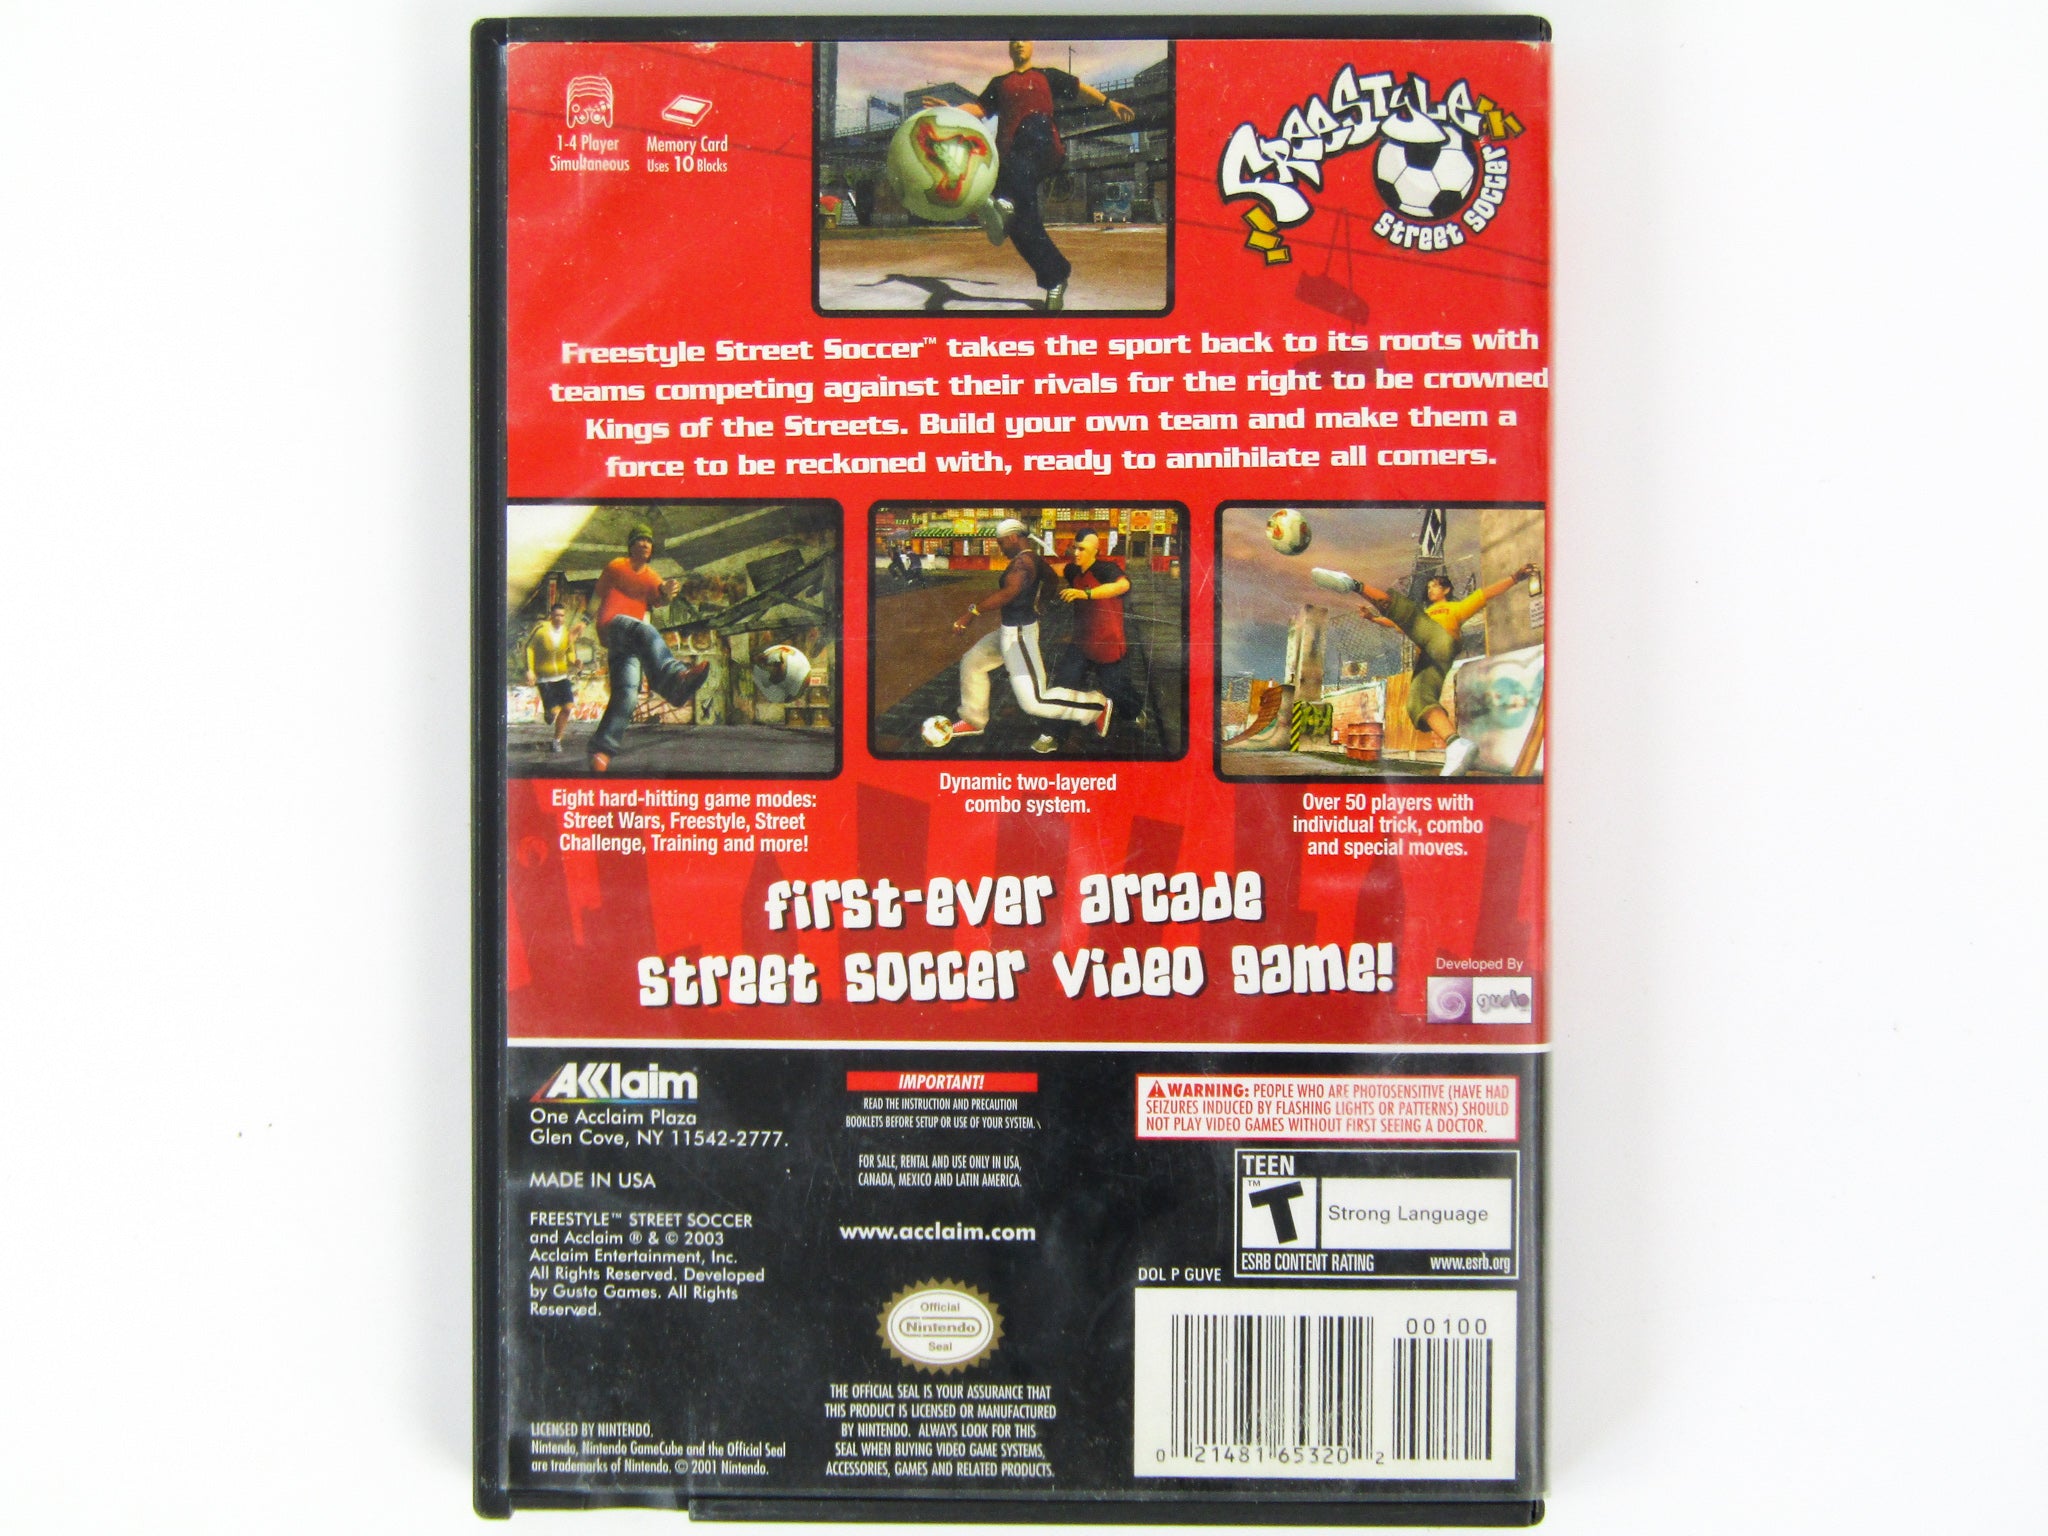 1-4 Player
Simultaneous
Memory Card
Uses 10 Blocks
FREESTYLE
street soccer™
Freestyle Street Soccer™ takes the sport back to its roots with
teams competing against their rivals for the right to be crowned
Kings of the Streets. Build your own team and make them a
force to be reckoned with, ready to annihilate all comers.
Eight hard-hitting game modes:
Street Wars, Freestyle, Street
Challenge, Training and more!
Dynamic two-layered
combo system.
Over 50 players with
individual trick, combo
and special moves.
first-ever arcade
street soccer video game!
Developed By
gusto
AKklaim
One Acclaim Plaza
Glen Cove, NY 11542-2777.
MADE IN USA
FREESTYLE™ STREET SOCCER
and Acclaim ® & © 2003
Acclaim Entertainment, Inc.
All Rights Reserved. Developed
by Gusto Games. All Rights
Reserved.
LICENSED BY NINTENDO.
Nintendo, Nintendo GameCube and the Official Seal
are trademarks of Nintendo. © 2001 Nintendo.
IMPORTANT!
READ THE INSTRUCTION AND PRECAUTION
BOOKLETS BEFORE SETUP OR USE OF YOUR SYSTEM.
FOR SALE, RENTAL AND USE ONLY IN USA,
CANADA, MEXICO AND LATIN AMERICA.
www.acclaim.com
Official
Nintendo
Seal
THE OFFICIAL SEAL IS YOUR ASSURANCE THAT
THIS PRODUCT IS LICENSED OR MANUFACTURED
BY NINTENDO. ALWAYS LOOK FOR THIS
SEAL WHEN BUYING VIDEO GAME SYSTEMS,
ACCESSORIES, GAMES AND RELATED PRODUCTS.
WARNING: PEOPLE WHO ARE PHOTOSENSITIVE (HAVE HAD
SEIZURES INDUCED BY FLASHING LIGHTS OR PATTERNS) SHOULD
NOT PLAY VIDEO GAMES WITHOUT FIRST SEEING A DOCTOR.
TEEN
™
T
Strong Language
ESRB CONTENT RATING www.esrb.org
DOL P GUVE
00100
0 21481 65320 2